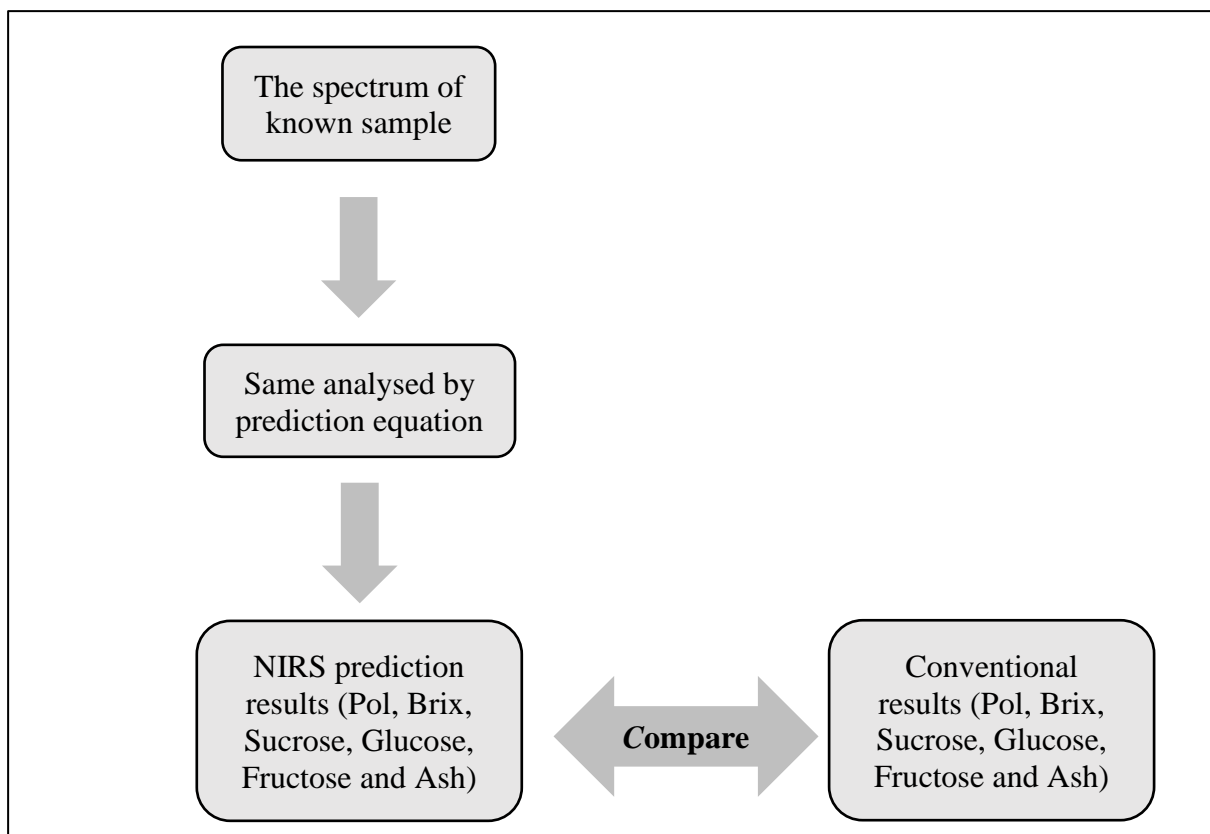 The spectrum of
known sample
Same analysed by
prediction equation
NIRS prediction
results (Pol, Brix,
Sucrose, Glucose,
Fructose and Ash)
Compare
Conventional
results (Pol, Brix,
Sucrose, Glucose,
Fructose and Ash)